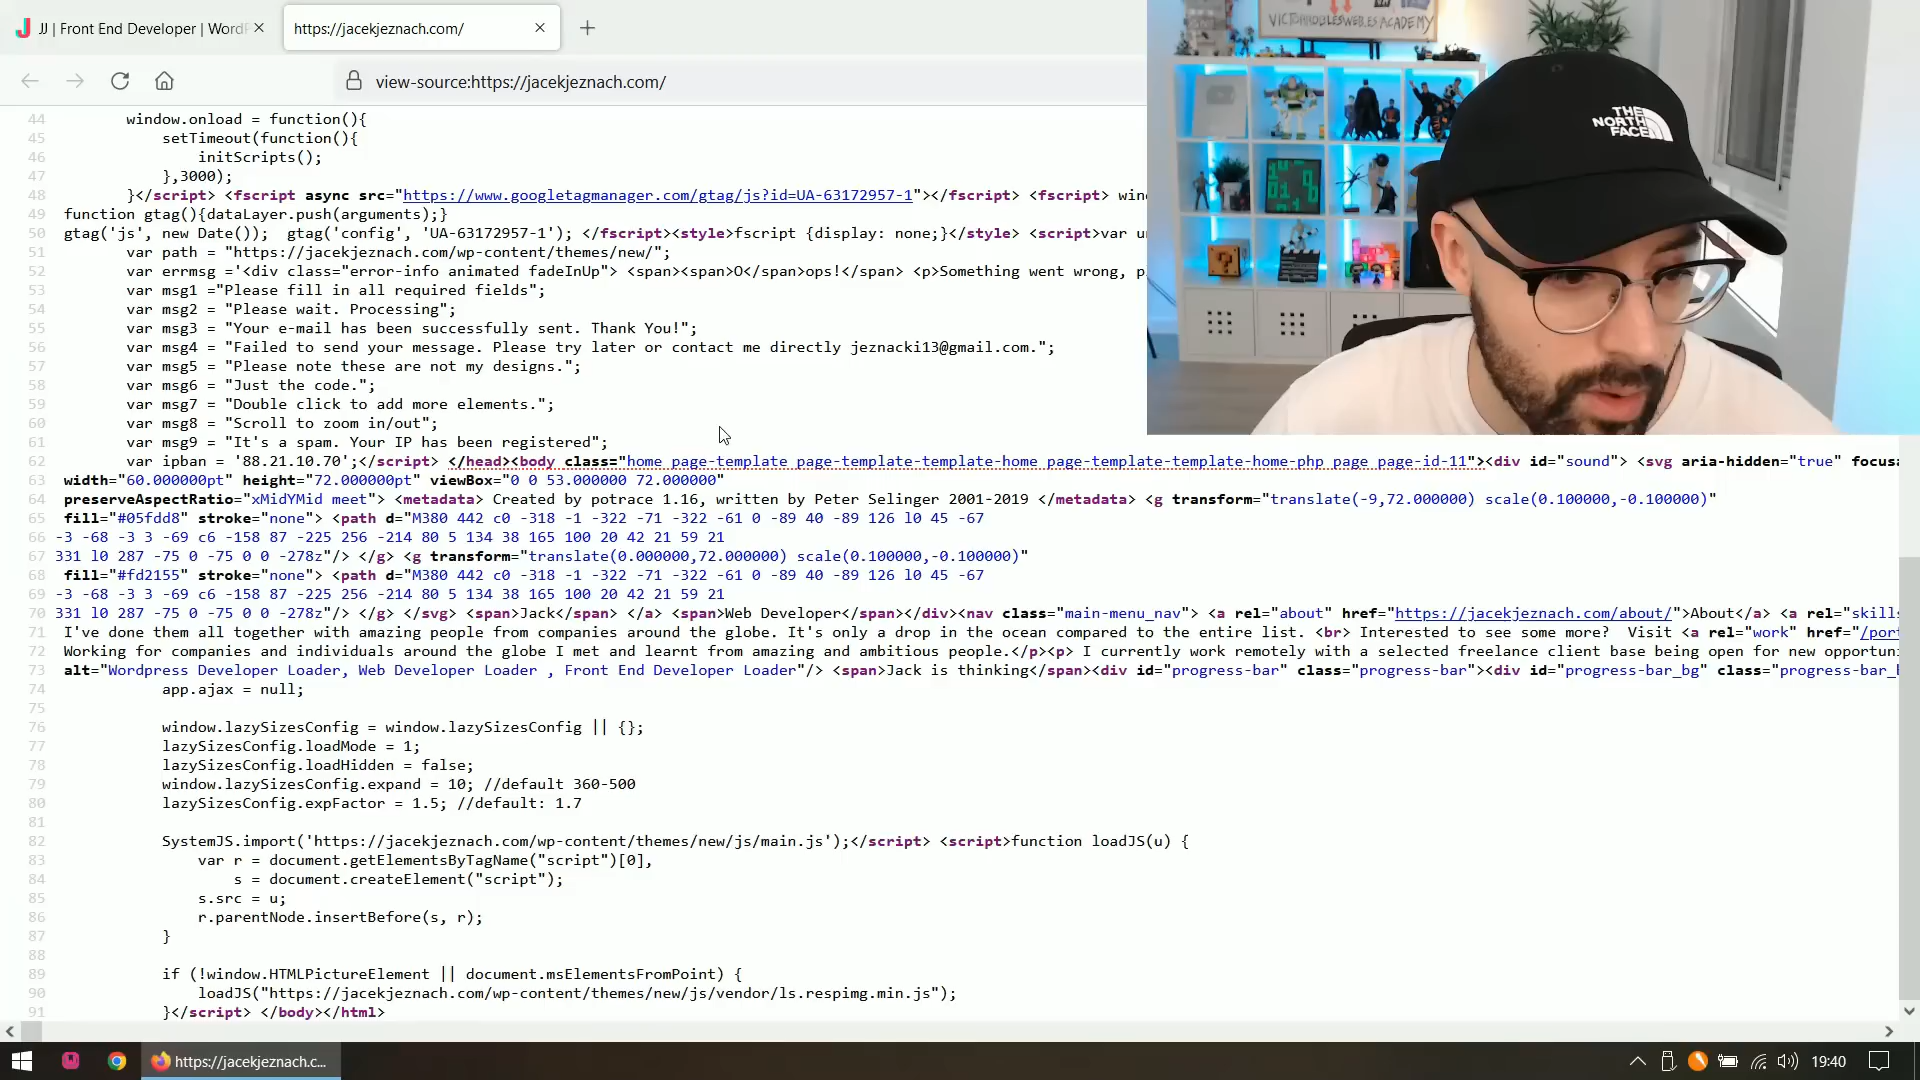 JJ | Front End Developer | Word
https://jacekjeznach.com/
view-source:https://jacekjeznach.com/
THE
NORTH
FACE
44 window.onload = function(){
45 setTimeout(function(){
46 initScripts();
47 },3000);
48 }</script> <fscript async src="https://www.googletagmanager.com/gtag/js?id=UA-63172957-1"></fscript> <fscript> win
49 function gtag(){dataLayer.push(arguments);}
50 gtag('js', new Date());  gtag('config', 'UA-63172957-1'); </fscript><style>fscript {display: none;}</style> <script>var u
51 var path = "https://jacekjeznach.com/wp-content/themes/new/";
52 var errmsg ='<div class="error-info animated fadeInUp"> <span><span>O</span>ops!</span> <p>Something went wrong, p
53 var msg1 ="Please fill in all required fields";
54 var msg2 = "Please wait. Processing";
55 var msg3 = "Your e-mail has been successfully sent. Thank You!";
56 var msg4 = "Failed to send your message. Please try later or contact me directly jeznacki13@gmail.com.";
57 var msg5 = "Please note these are not my designs.";
58 var msg6 = "Just the code.";
59 var msg7 = "Double click to add more elements.";
60 var msg8 = "Scroll to zoom in/out";
61 var msg9 = "It's a spam. Your IP has been registered";
62 var ipban = '88.21.10.70';</script> </head><body class="home page-template page-template-template-home page-template-template-home-php page page-id-11"><div id="sound"> <svg aria-hidden="true" focusa
63 width="60.000000pt" height="72.000000pt" viewBox="0 0 53.000000 72.000000"
64 preserveAspectRatio="xMidYMid meet"> <metadata> Created by potrace 1.16, written by Peter Selinger 2001-2019 </metadata> <g transform="translate(-9,72.000000) scale(0.100000,-0.100000)"
65 fill="#05fdd8" stroke="none"> <path d="M380 442 c0 -318 -1 -322 -71 -322 -61 0 -89 40 -89 126 l0 45 -67
66 -3 -68 -3 3 -69 c6 -158 87 -225 256 -214 80 5 134 38 165 100 20 42 21 59 21
67 331 l0 287 -75 0 -75 0 0 -278z"/> </g> <g transform="translate(0.000000,72.000000) scale(0.100000,-0.100000)"
68 fill="#fd2155" stroke="none"> <path d="M380 442 c0 -318 -1 -322 -71 -322 -61 0 -89 40 -89 126 l0 45 -67
69 -3 -68 -3 3 -69 c6 -158 87 -225 256 -214 80 5 134 38 165 100 20 42 21 59 21
70 331 l0 287 -75 0 -75 0 0 -278z"/> </g> </svg> <span>Jack</span> </a> <span>Web Developer</span></div><nav class="main-menu_nav"> <a rel="about" href="https://jacekjeznach.com/about/">About</a> <a rel="skill
71 I've done them all together with amazing people from companies around the globe. It's only a drop in the ocean compared to the entire list. <br> Interested to see some more?  Visit <a rel="work" href="/por
72 Working for companies and individuals around the globe I met and learnt from amazing and ambitious people.</p><p> I currently work remotely with a selected freelance client base being open for new opportun
73 alt="Wordpress Developer Loader, Web Developer Loader , Front End Developer Loader"/> <span>Jack is thinking</span><div id="progress-bar" class="progress-bar"><div id="progress-bar_bg" class="progress-bar_b
74 app.ajax = null;
75
76 window.lazySizesConfig = window.lazySizesConfig || {};
77 lazySizesConfig.loadMode = 1;
78 lazySizesConfig.loadHidden = false;
79 window.lazySizesConfig.expand = 10; //default 360-500
80 lazySizesConfig.expFactor = 1.5; //default: 1.7
81
82 SystemJS.import('https://jacekjeznach.com/wp-content/themes/new/js/main.js');</script> <script>function loadJS(u) {
83 var r = document.getElementsByTagName("script")[0],
84 s = document.createElement("script");
85 s.src = u;
86 r.parentNode.insertBefore(s, r);
87 }
88
89 if (!window.HTMLPictureElement || document.msElementsFromPoint) {
90 loadJS("https://jacekjeznach.com/wp-content/themes/new/js/vendor/ls.respimg.min.js");
91 }</script> </body></html>
https://jacekjeznach.c...
19:40